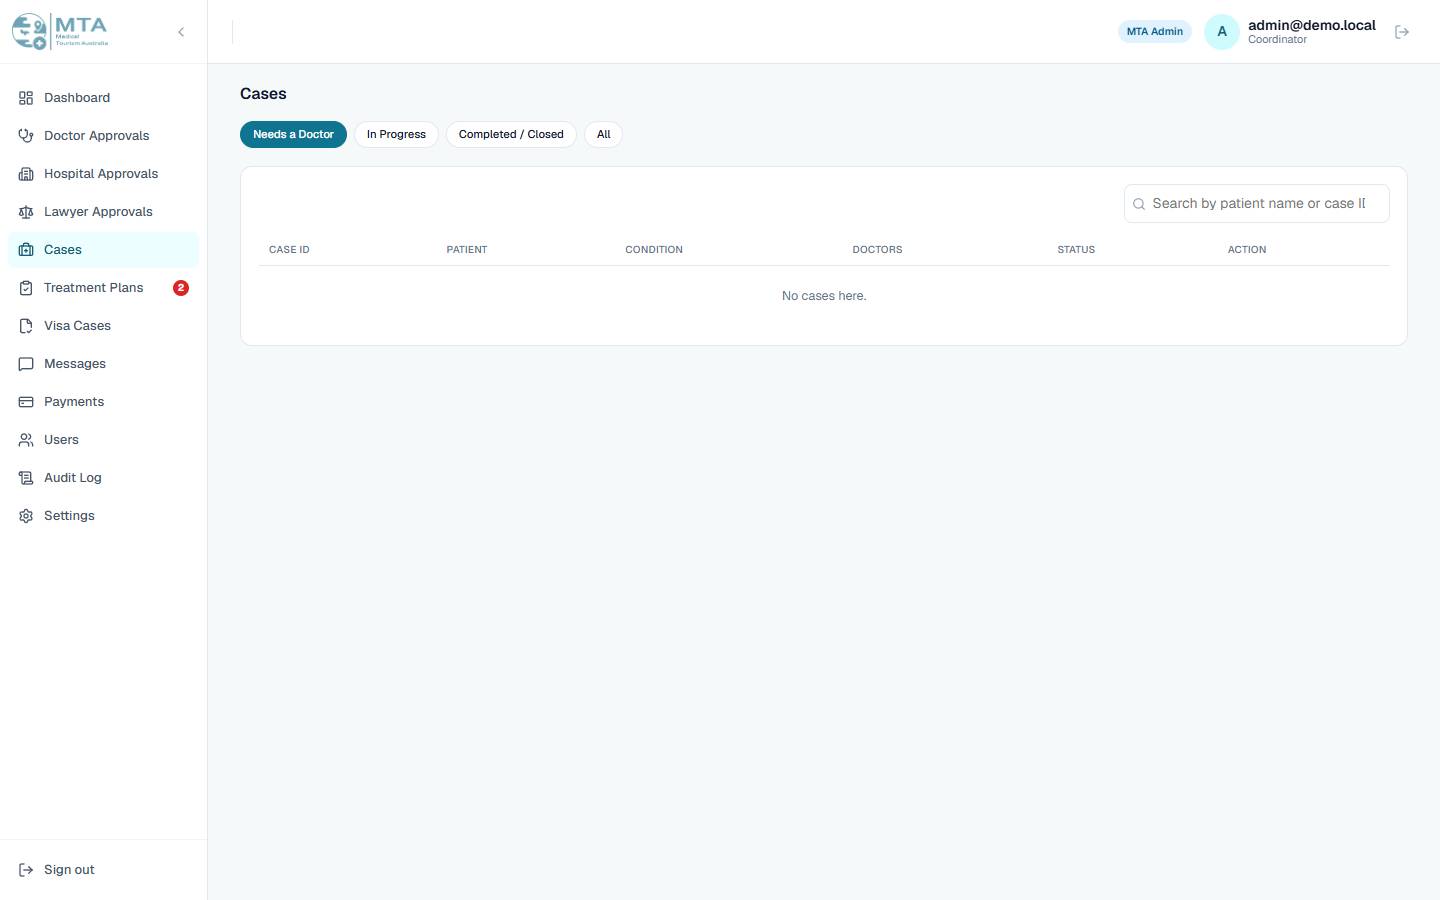 MTA
Medical
Tourism Australia
MTA Admin
A
admin@demo.local
Coordinator
Dashboard
Doctor Approvals
Hospital Approvals
Lawyer Approvals
Cases
Treatment Plans 2
Visa Cases
Messages
Payments
Users
Audit Log
Settings
Sign out
Cases
Needs a Doctor In Progress Completed / Closed All
Search by patient name or case
CASE ID PATIENT CONDITION DOCTORS STATUS ACTION
No cases here.